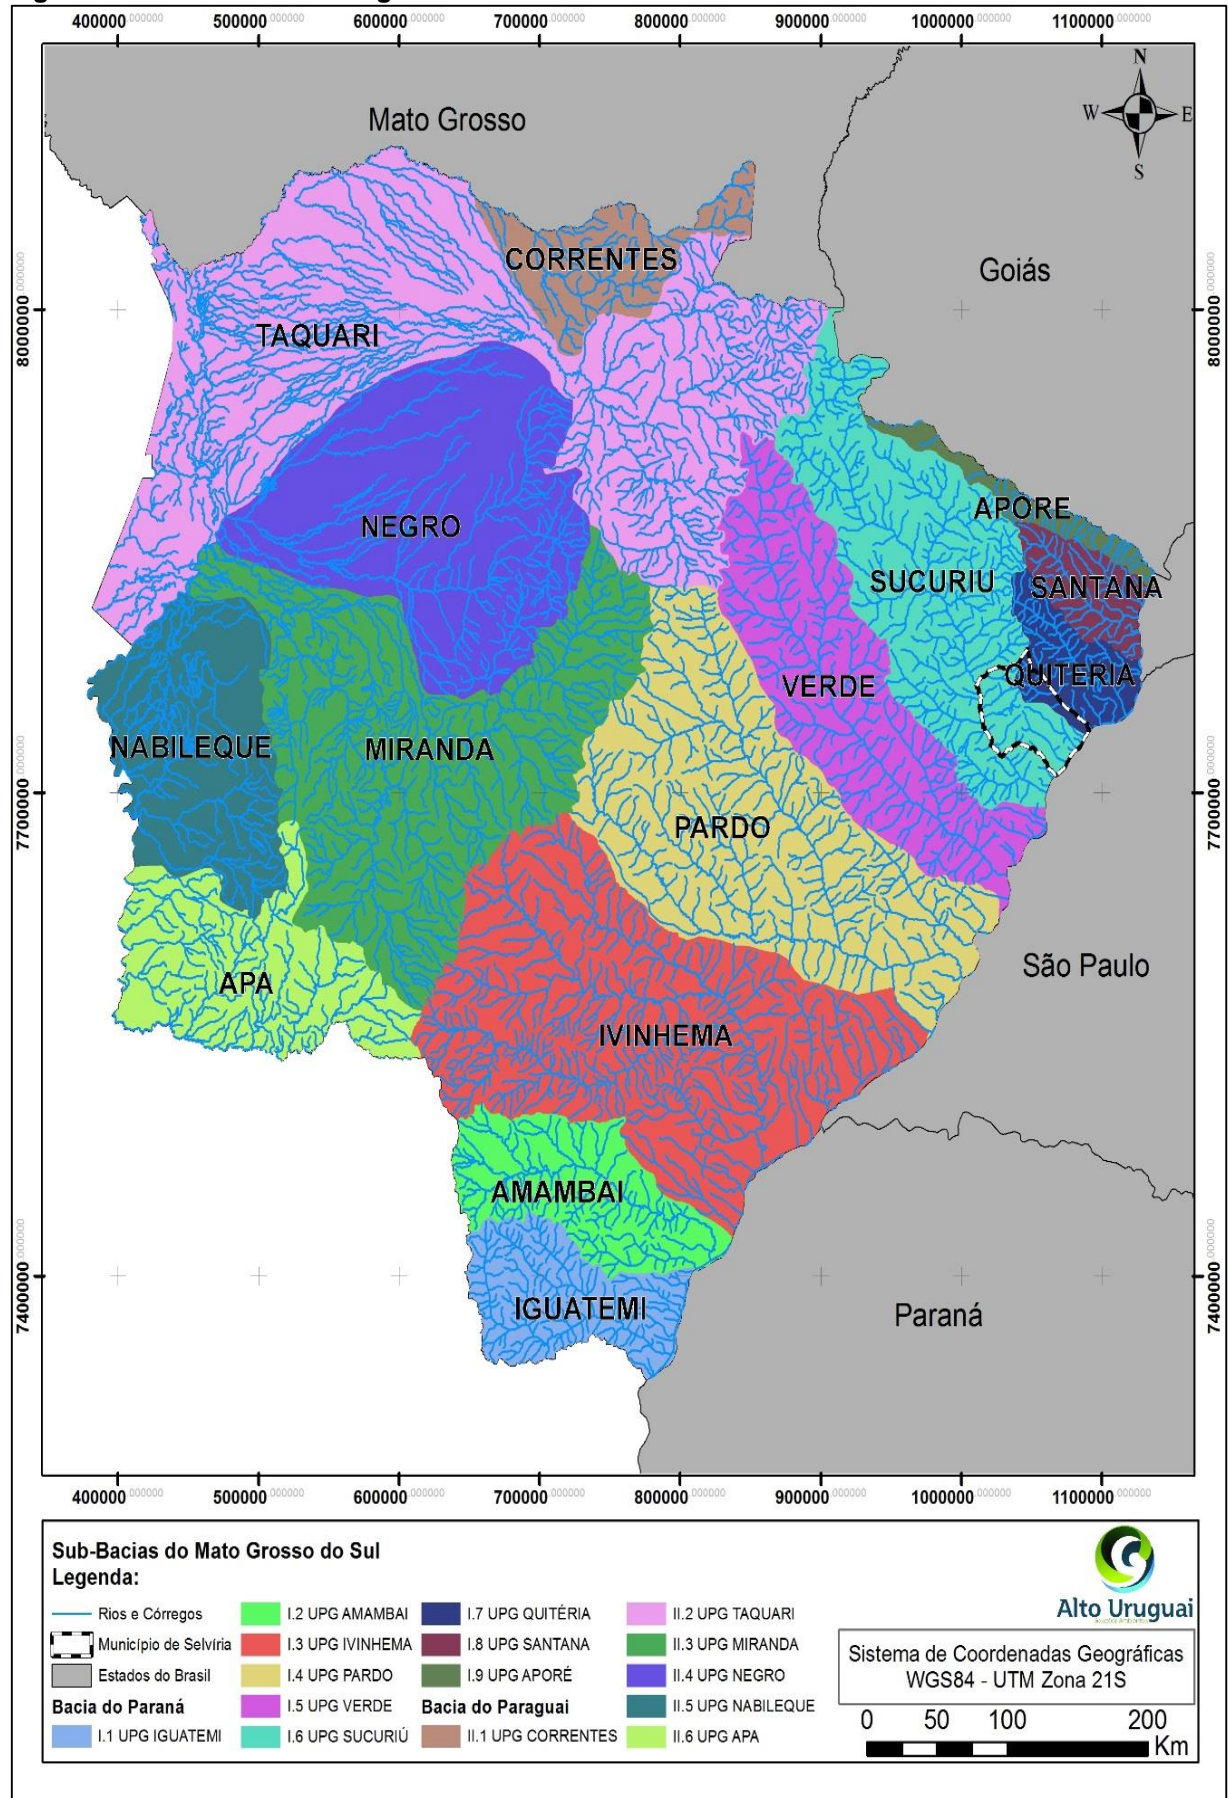 400000.000000 500000.000000 600000.000000 700000.000000 800000.000000 900000.000000 1000000.000000 1100000.000000
N
W E
S
Mato Grosso
CORRENTES
Goiás
8000000.000000 8000000.000000
TAQUARI
NEGRO
APORE
SUCURIU
SANTANA
QUITERIA
VERDE
NABILEQUE
MIRANDA
7700000.000000 7700000.000000
PARDO
São Paulo
APA
IVINHEMA
AMAMBAI
7400000.000000 7400000.000000
IGUATEMI
Paraná
400000.000000 500000.000000 600000.000000 700000.000000 800000.000000 900000.000000 1000000.000000 1100000.000000
Sub-Bacias do Mato Grosso do Sul
Legenda:
Rios e Córregos
Município de Selvíria
Estados do Brasil
Bacia do Paraná
I.1 UPG IGUATEMI
I.2 UPG AMAMBAI
I.3 UPG IVINHEMA
I.4 UPG PARDO
I.5 UPG VERDE
I.6 UPG SUCURIÚ
I.7 UPG QUITÉRIA
I.8 UPG SANTANA
I.9 UPG APORÉ
Bacia do Paraguai
II.1 UPG CORRENTES
II.2 UPG TAQUARI
II.3 UPG MIRANDA
II.4 UPG NEGRO
II.5 UPG NABILEQUE
II.6 UPG APA
Alto Uruguai
Soluções Ambientais
Sistema de Coordenadas Geográficas
WGS84 - UTM Zona 21S
0 50 100 200
Km